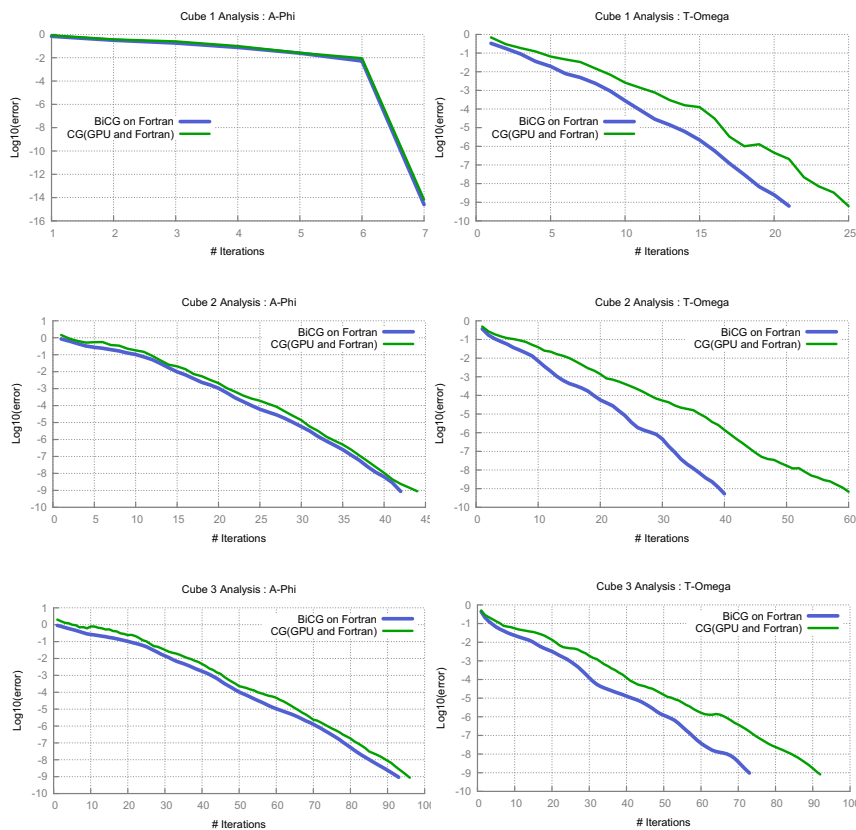 Cube 1 Analysis : A-Phi
0
-2
-4
-6
-8
-10
-12
-14
-16
Log10(error)
BiCG on Fortran
CG(GPU and Fortran)
1 2 3 4 5 6 7
# Iterations
Cube 1 Analysis : T-Omega
0
-1
-2
-3
-4
-5
-6
-7
-8
-9
-10
Log10(error)
BiCG on Fortran
CG(GPU and Fortran)
0 5 10 15 20 25
# Iterations
Cube 2 Analysis : A-Phi
1
0
-1
-2
-3
-4
-5
-6
-7
-8
-9
-10
Log10(error)
BiCG on Fortran
CG(GPU and Fortran)
0 5 10 15 20 25 30 35 40 45
# Iterations
Cube 2 Analysis : T-Omega
0
-1
-2
-3
-4
-5
-6
-7
-8
-9
-10
Log10(error)
BiCG on Fortran
CG(GPU and Fortran)
0 10 20 30 40 50 60
# Iterations
Cube 3 Analysis : A-Phi
1
0
-1
-2
-3
-4
-5
-6
-7
-8
-9
-10
Log10(error)
BiCG on Fortran
CG(GPU and Fortran)
0 10 20 30 40 50 60 70 80 90 100
# Iterations
Cube 3 Analysis : T-Omega
0
-1
-2
-3
-4
-5
-6
-7
-8
-9
-10
Log10(error)
BiCG on Fortran
CG(GPU and Fortran)
0 10 20 30 40 50 60 70 80 90 100
# Iterations